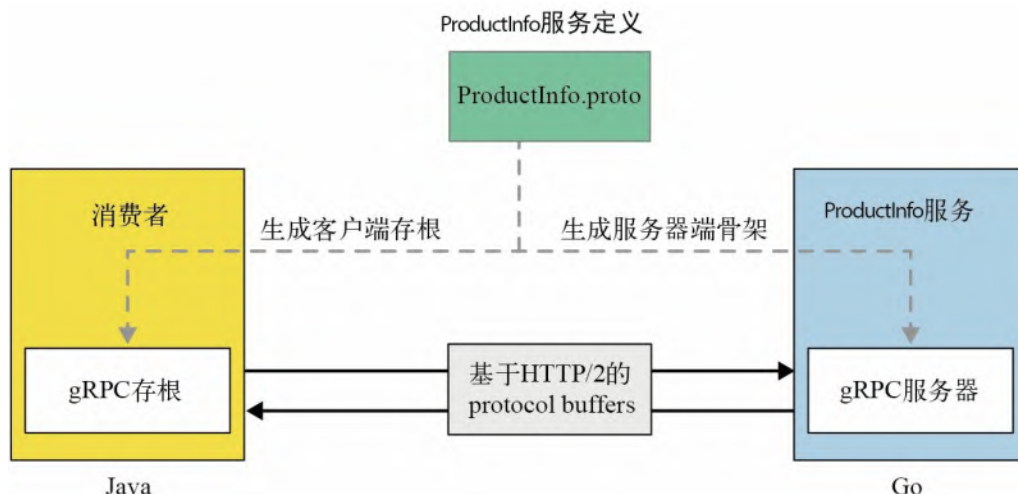 ProductInfo服务定义
ProductInfo.proto
消费者
生成客户端存根
生成服务器端骨架
ProductInfo服务
gRPC存根
基于HTTP/2的
protocol buffers
gRPC服务器
Java
Go